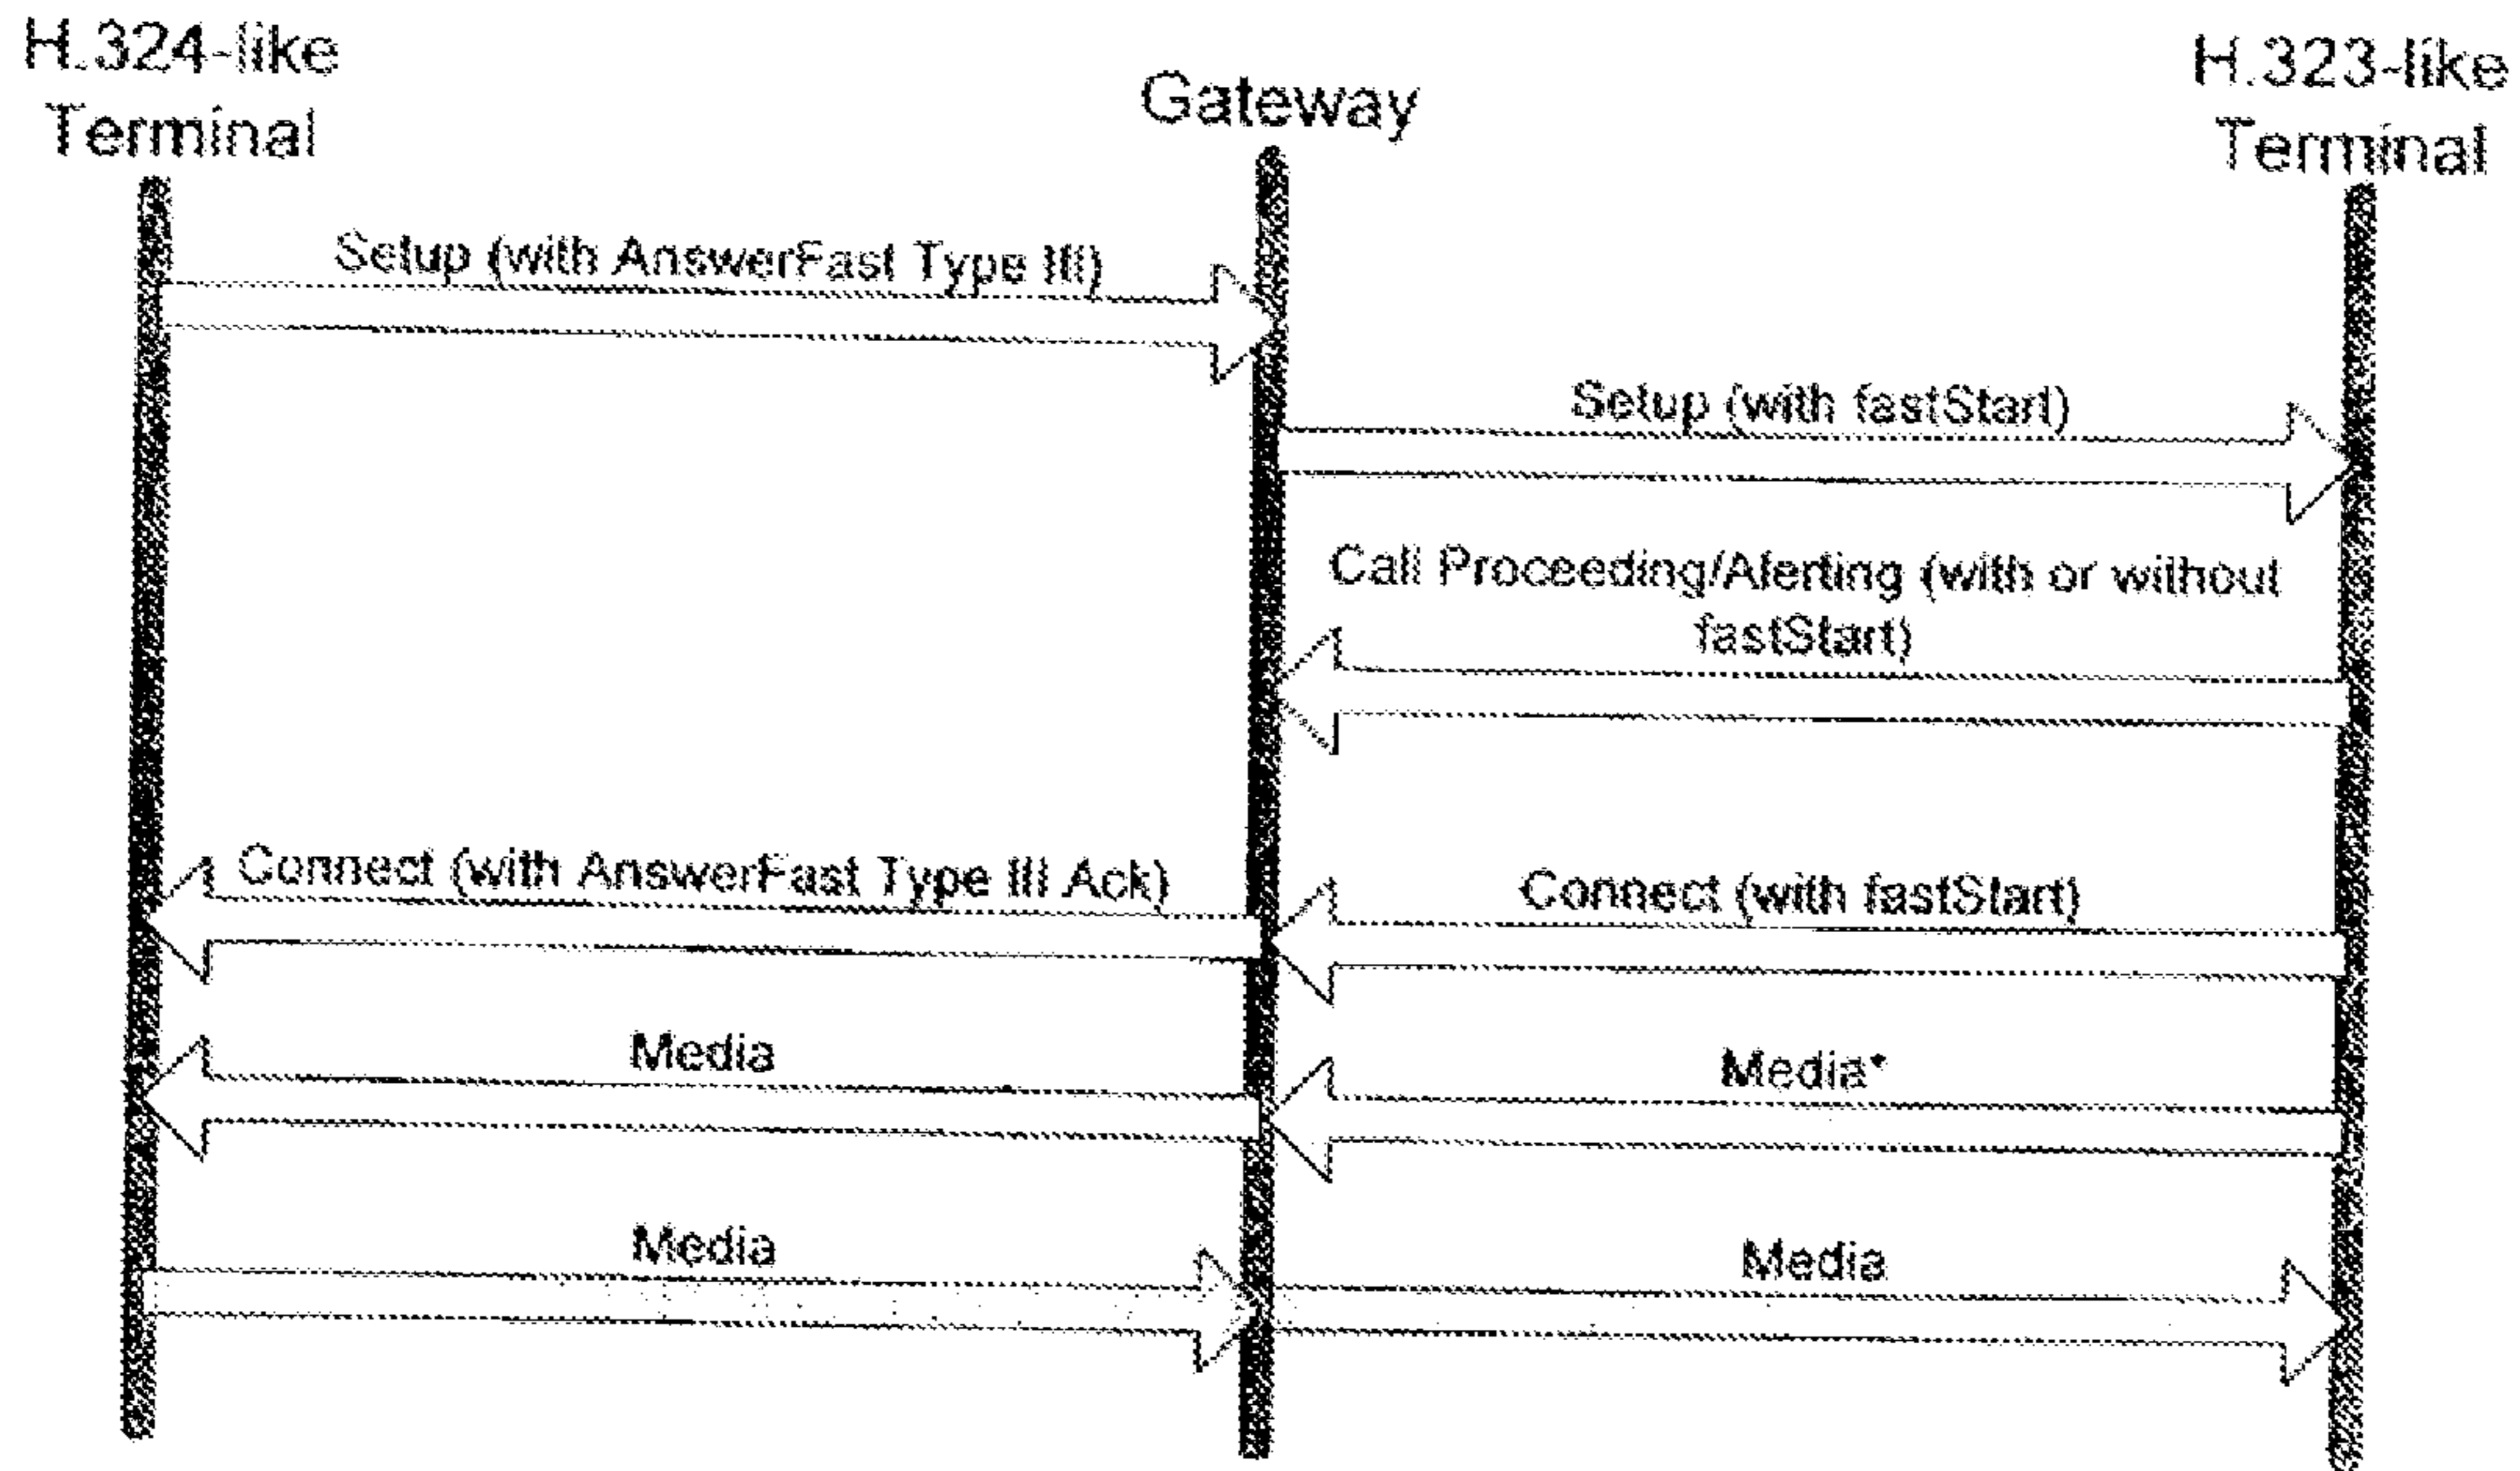 H.324-like
Terminal
Gateway
H.323-like
Terminal
Setup (with AnswerFast Type III)
Setup (with fastStart)
Call Proceeding/Alerting (with or without
fastStart)
Connect (with AnswerFast Type III Ack)
Connect (with fastStart)
Media
Media*
Media
Media